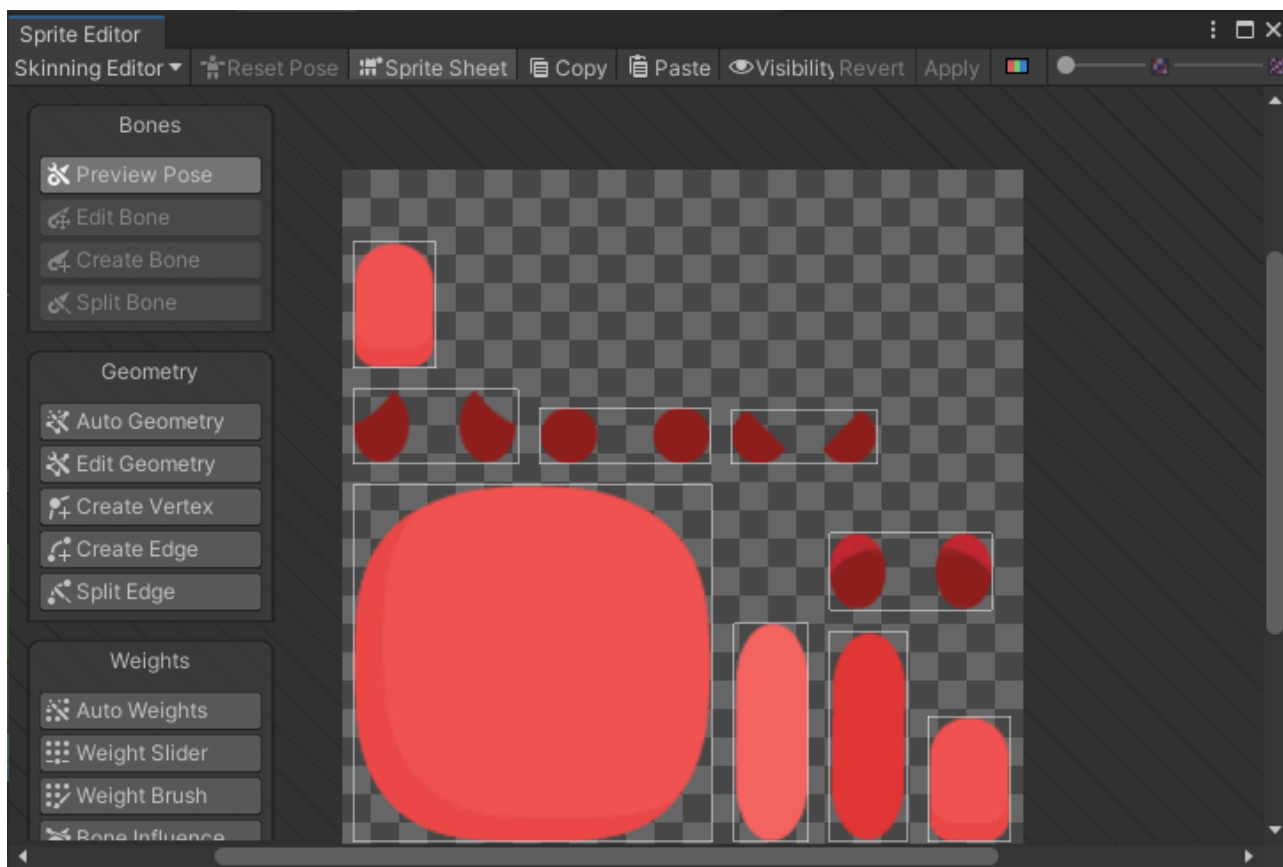 Sprite Editor
Skinning Editor Reset Pose Sprite Sheet Copy Paste Visibility Revert Apply
Bones
Preview Pose
Edit Bone
Create Bone
Split Bone
Geometry
Auto Geometry
Edit Geometry
Create Vertex
Create Edge
Split Edge
Weights
Auto Weights
Weight Slider
Weight Brush
Bone Influence